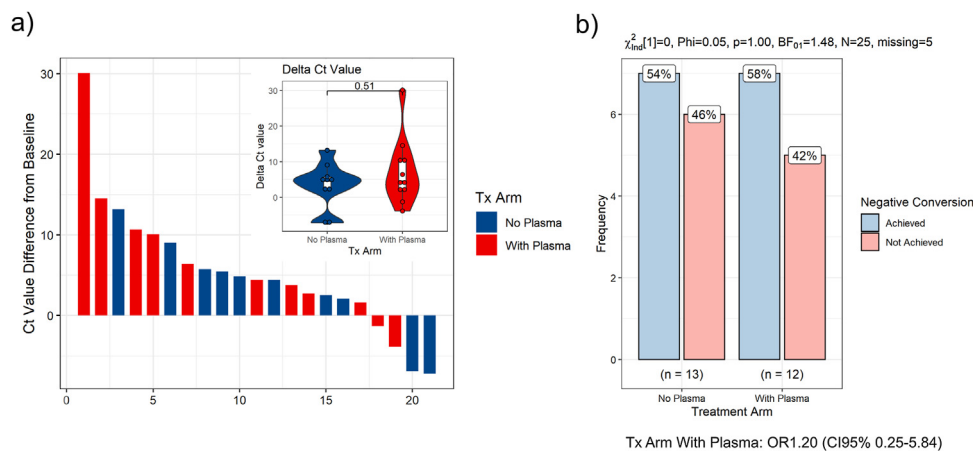 a)
Ct Value Difference from Baseline
30
20
10
0
0
5
10
15
20
Delta Ct Value
0.51
Delta Ct value
30
20
10
0
No Plasma
With Plasma
Tx Arm
Tx Arm
No Plasma
With Plasma
b)
χ²Ind[1]=0, Phi=0.05, p=1.00, BF₀₁=1.48, N=25, missing=5
54%
58%
46%
42%
Frequency
6
4
2
0
(n = 13)
(n = 12)
No Plasma
With Plasma
Treatment Arm
Negative Conversion
Achieved
Not Achieved
Tx Arm With Plasma: OR1.20 (CI95% 0.25-5.84)